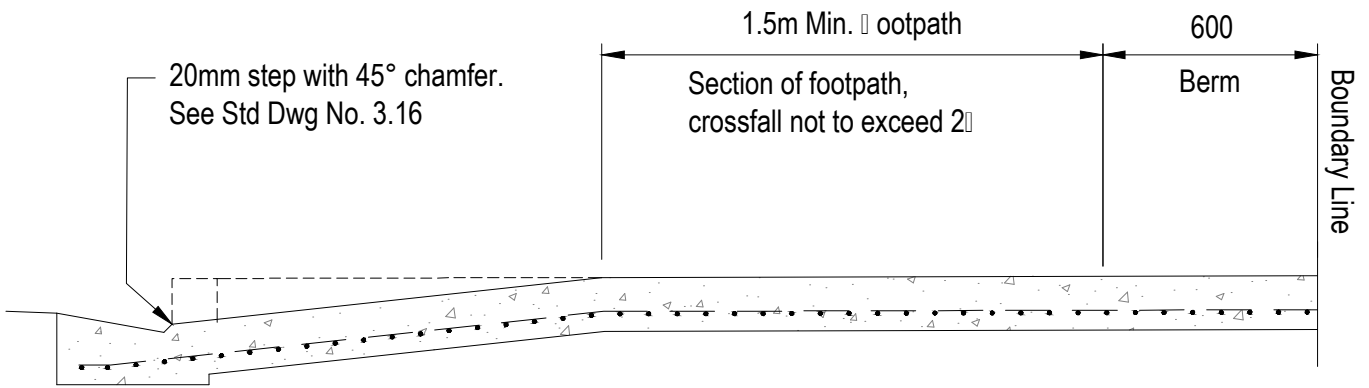 1.5m Min. ▯ ootpath
600
20mm step with 45° chamfer.
See Std Dwg No. 3.16
Section of footpath,
crossfall not to exceed 2▯
Berm
Boundary Line